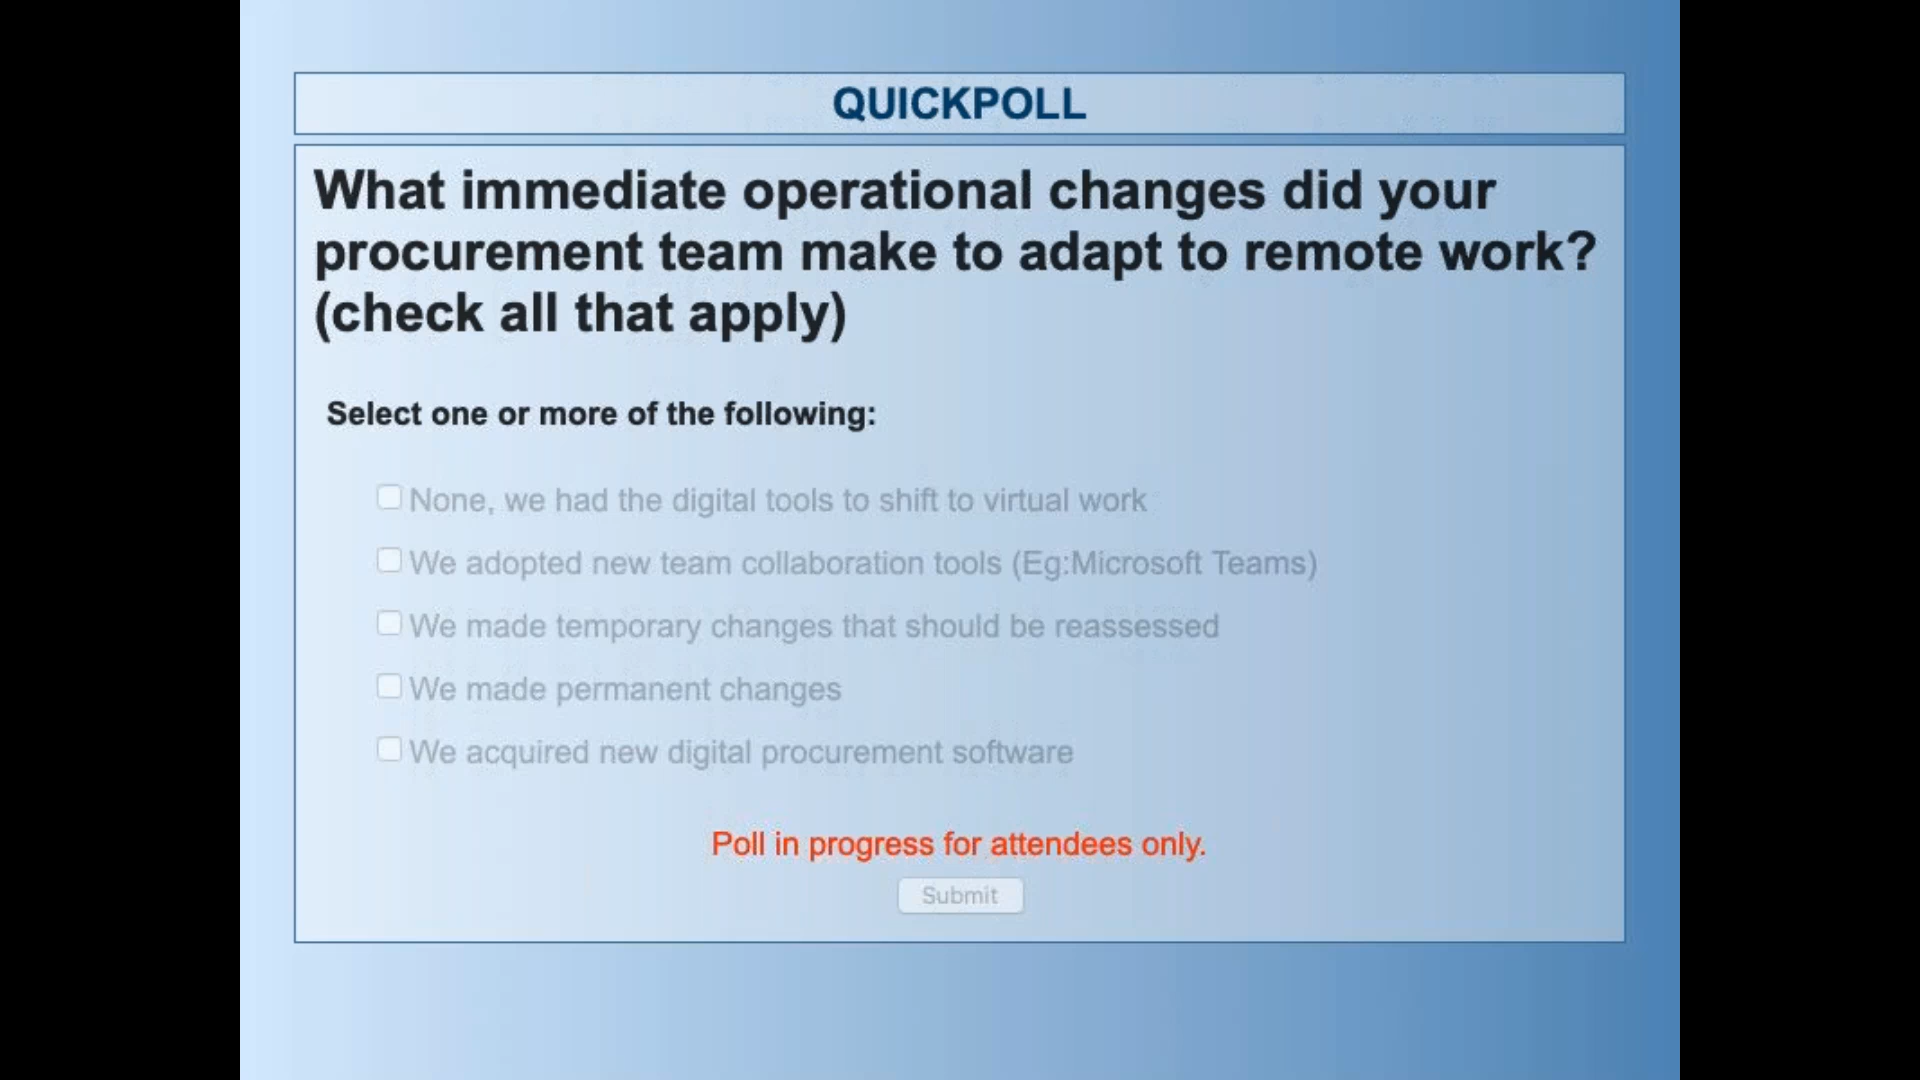 QUICKPOLL
What immediate operational changes did your
procurement team make to adapt to remote work?
(check all that apply)
Select one or more of the following:
None, we had the digital tools to shift to virtual work
We adopted new team collaboration tools (Eg:Microsoft Teams)
We made temporary changes that should be reassessed
We made permanent changes
We acquired new digital procurement software
Poll in progress for attendees only.
Submit